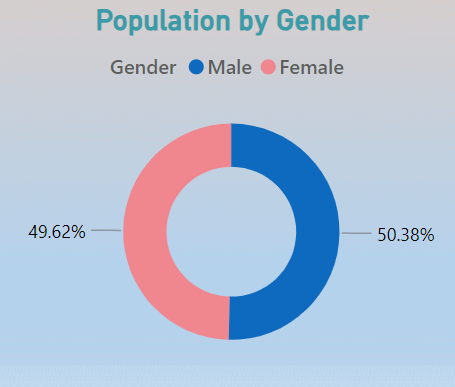 Population by Gender
Gender Male Female
49.62% 50.38%